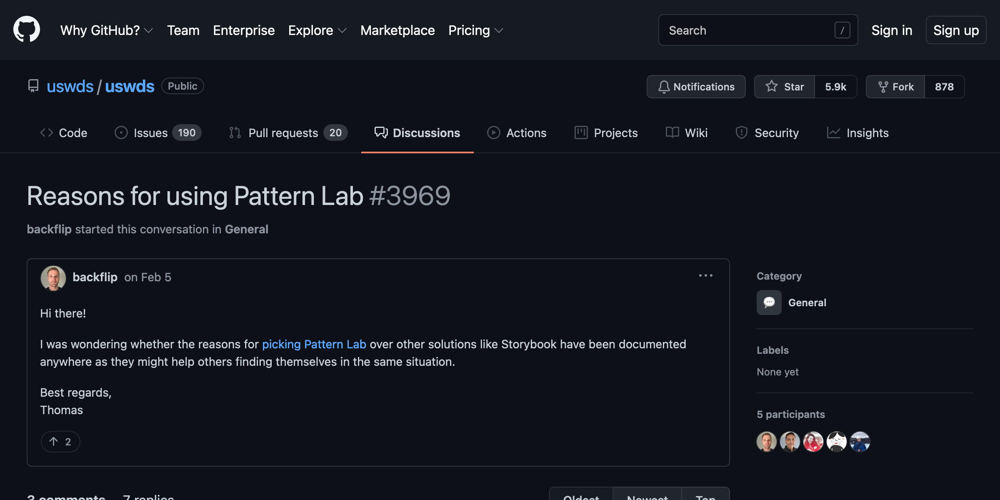 Why GitHub? Team Enterprise Explore Marketplace Pricing Search / Sign in Sign up
uswds / uswds Public Notifications Star 5.9k Fork 878
Code Issues 190 Pull requests 20 Discussions Actions Projects Wiki Security Insights
Reasons for using Pattern Lab #3969
backflip started this conversation in General
backflip on Feb 5
Hi there!
I was wondering whether the reasons for picking Pattern Lab over other solutions like Storybook have been documented
anywhere as they might help others finding themselves in the same situation.
Best regards,
Thomas
2
Category
General
Labels
None yet
5 participants
3 comments 7 replies Oldest Newest Top